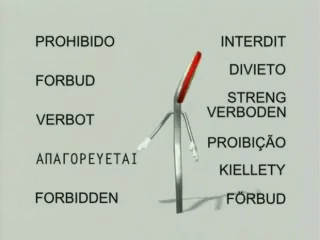 PROHIBIDO
FORBUD
VERBOT
ΑΠΑΓΟΡΕΥΕΤΑΙ
FORBIDDEN
INTERDIT
DIVIETO
STRENG
VERBODEN
PROIBIÇÃO
KIELLETY
FÖRBUD